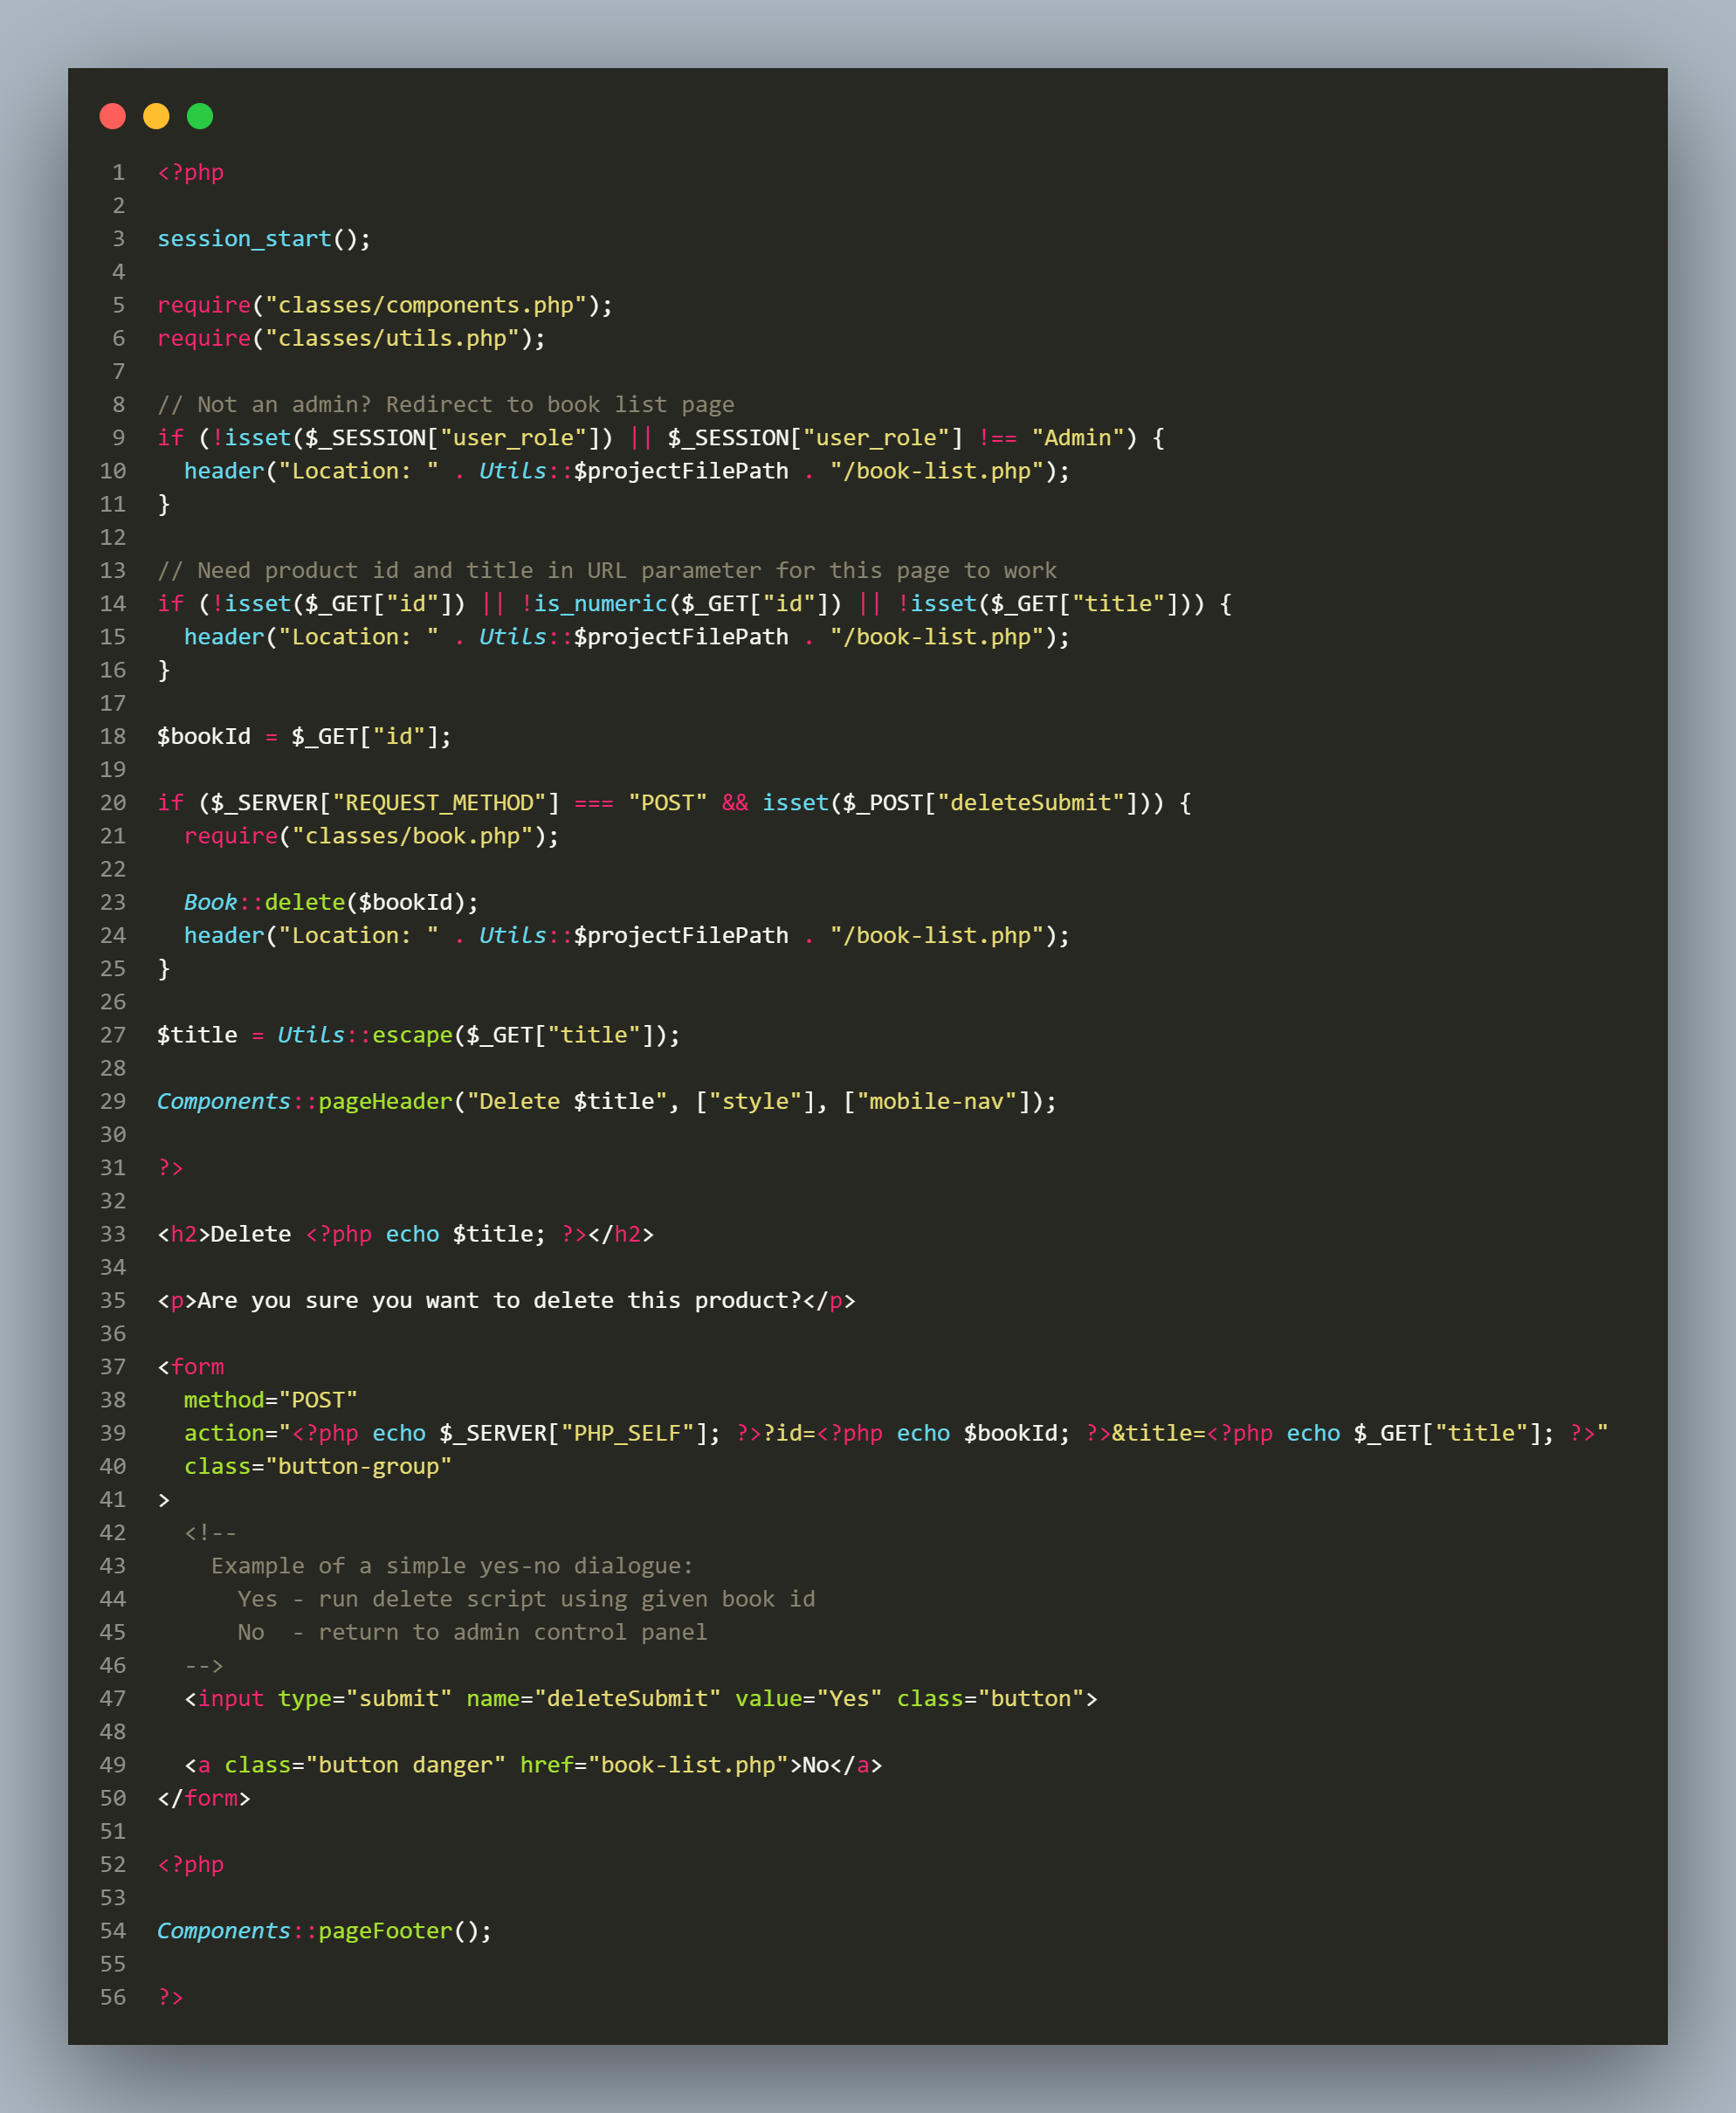 1 <?php
2
3 session_start();
4
5 require("classes/components.php");
6 require("classes/utils.php");
7
8 // Not an admin? Redirect to book list page
9 if (!isset($_SESSION["user_role"]) || $_SESSION["user_role"] !== "Admin") {
10   header("Location: " . Utils::$projectFilePath . "/book-list.php");
11 }
12
13 // Need product id and title in URL parameter for this page to work
14 if (!isset($_GET["id"]) || !is_numeric($_GET["id"]) || !isset($_GET["title"])) {
15   header("Location: " . Utils::$projectFilePath . "/book-list.php");
16 }
17
18 $bookId = $_GET["id"];
19
20 if ($_SERVER["REQUEST_METHOD"] === "POST" && isset($_POST["deleteSubmit"])) {
21   require("classes/book.php");
22
23   Book::delete($bookId);
24   header("Location: " . Utils::$projectFilePath . "/book-list.php");
25 }
26
27 $title = Utils::escape($_GET["title"]);
28
29 Components::pageHeader("Delete $title", ["style"], ["mobile-nav"]);
30
31 ?>
32
33 <h2>Delete <?php echo $title; ?></h2>
34
35 <p>Are you sure you want to delete this product?</p>
36
37 <form
38   method="POST"
39   action="<?php echo $_SERVER["PHP_SELF"]; ?>?id=<?php echo $bookId; ?>&title=<?php echo $_GET["title"]; ?>"
40   class="button-group"
41 >
42   <!--
43     Example of a simple yes-no dialogue:
44       Yes - run delete script using given book id
45       No  - return to admin control panel
46   -->
47   <input type="submit" name="deleteSubmit" value="Yes" class="button">
48
49   <a class="button danger" href="book-list.php">No</a>
50 </form>
51
52 <?php
53
54 Components::pageFooter();
55
56 ?>